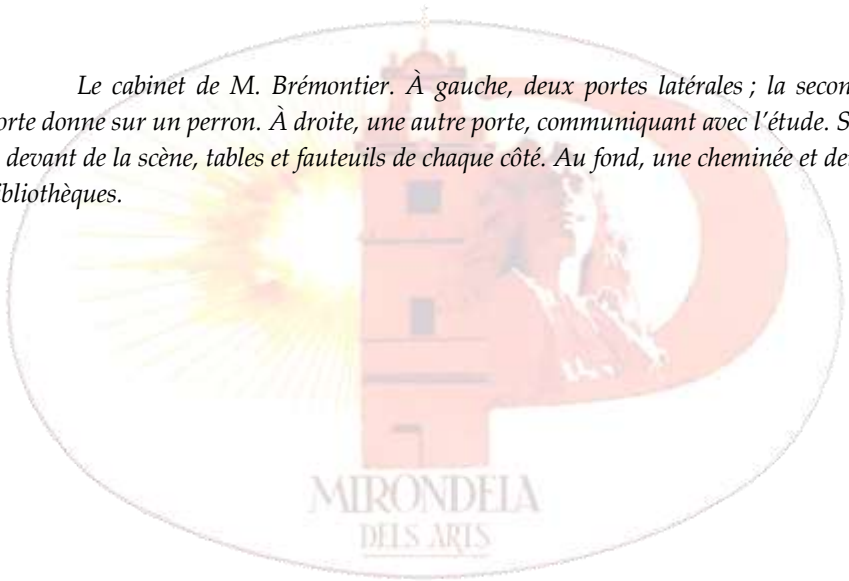 Le cabinet de M. Brémontier. À gauche, deux portes latérales ; la secon
orte donne sur un perron. À droite, une autre porte, communiquant avec l'étude. S
devant de la scène, tables et fauteuils de chaque côté. Au fond, une cheminée et de
bliothèques.
MIRONDELA
DELS ARTS